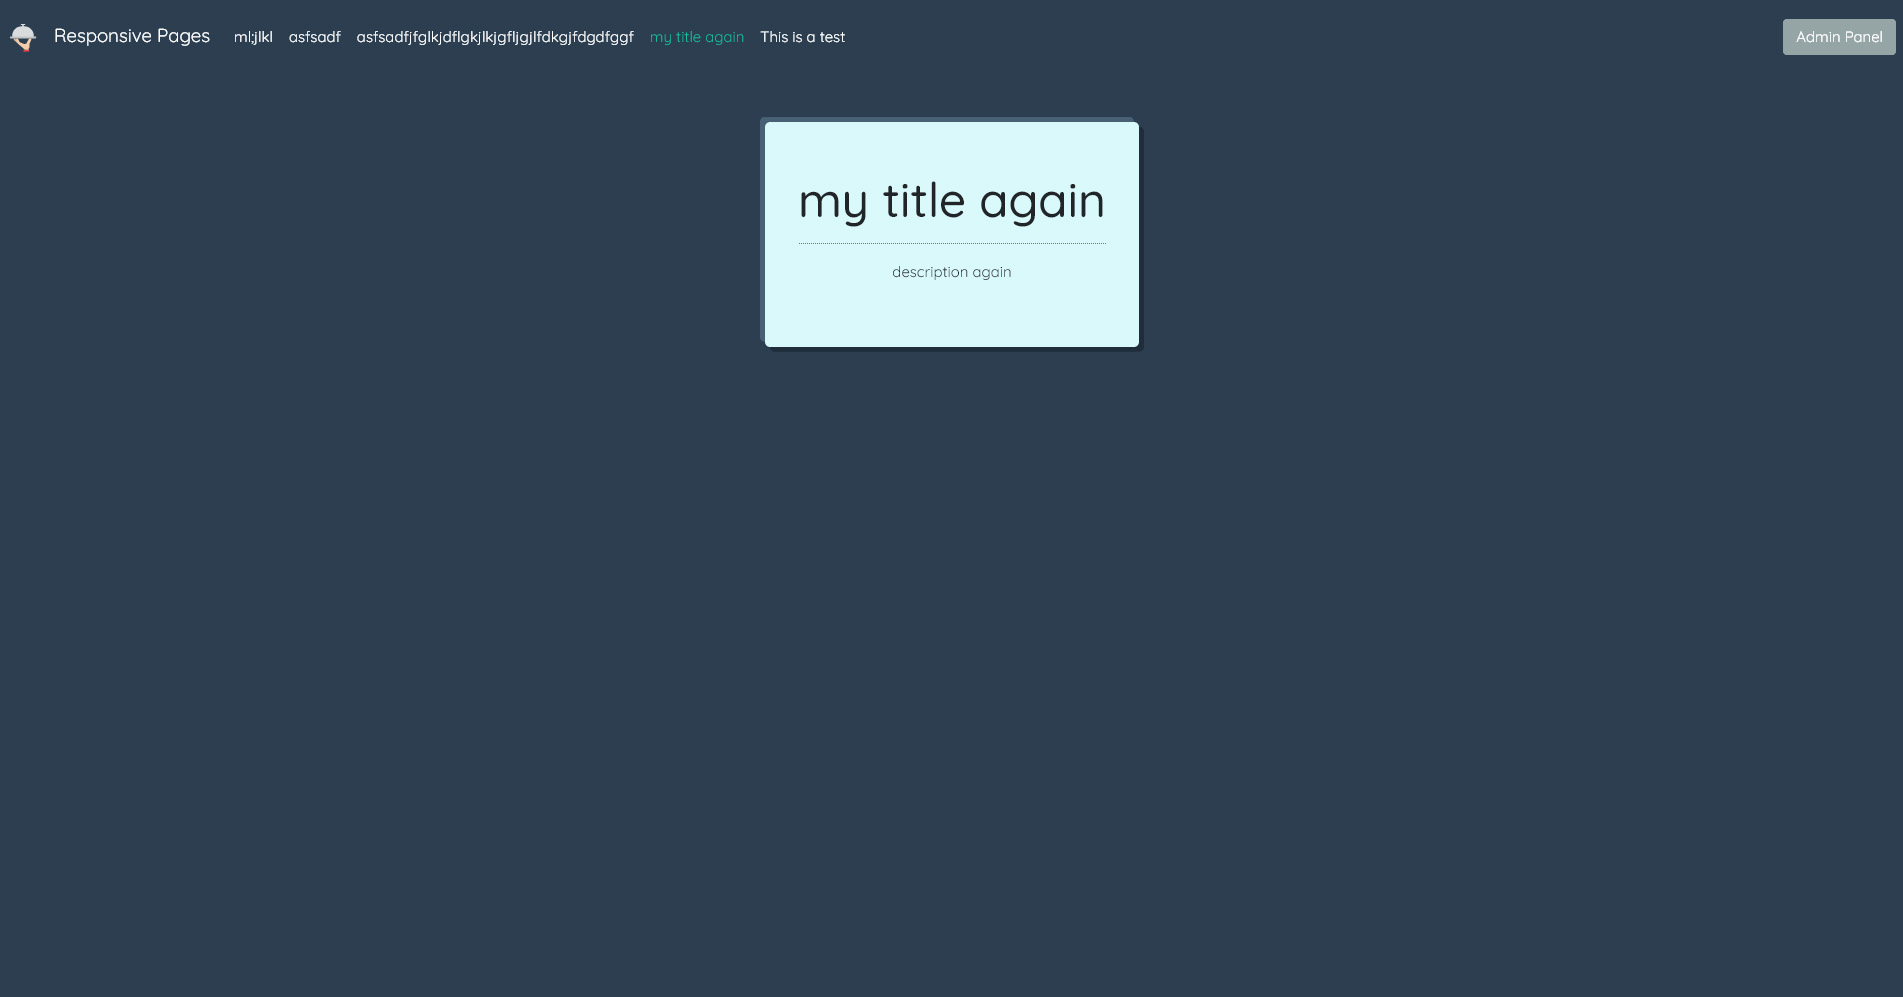 Responsive Pages ml;jlkl asfsadf asfsadfjfglkjdflgkjlkjgfljgjlfdkgjfdgdfggf my title again This is a test Admin Panel
my title again
description again